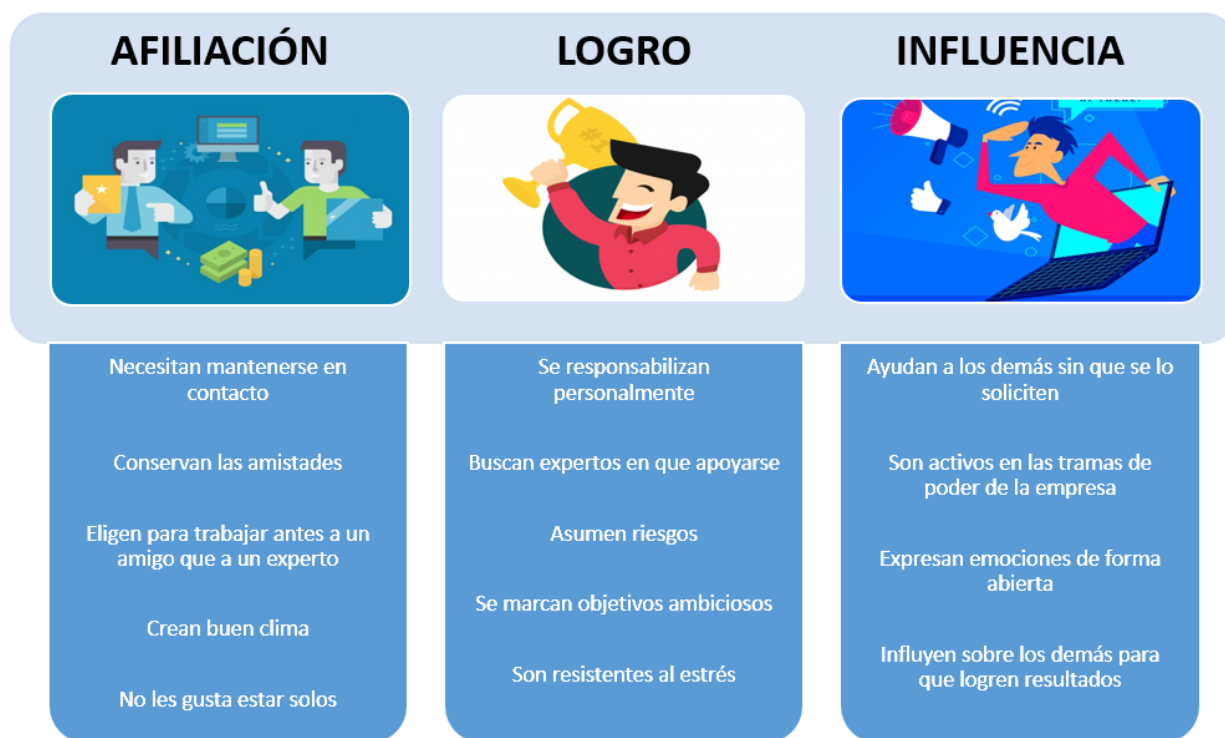 AFILIACIÓN
LOGRO
INFLUENCIA
Necesitan mantenerse en
contacto
Conservan las amistades
Eligen para trabajar antes a un
amigo que a un experto
Crean buen clima
No les gusta estar solos
Se responsabilizan
personalmente
Buscan expertos en que apoyarse
Asumen riesgos
Se marcan objetivos ambiciosos
Son resistentes al estrés
Ayudan a los demás sin que se lo
soliciten
Son activos en las tramas de
poder de la empresa
Expresan emociones de forma
abierta
Influyen sobre los demás para
que logren resultados